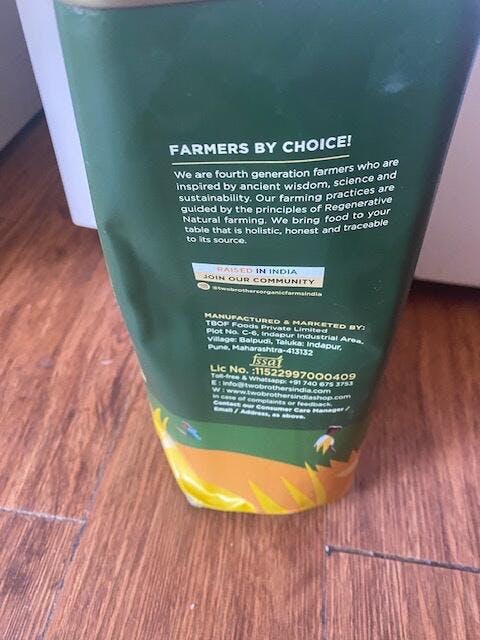 FARMERS BY CHOICE!
We are fourth generation farmers who are
inspired by ancient wisdom, science and
sustainability. Our farming practices are
guided by the principles of Regenerative
Natural farming. We bring food to your
table that is holistic, honest and traceable
to its source.
RAISED IN INDIA
JOIN OUR COMMUNITY
@twobrothersorganicfarmsindia
MANUFACTURED & MARKETED BY:
TBOF Foods Private Limited
Plot No. C-6, Indapur Industrial Area,
Village: Balpudi, Taluka: Indapur,
Pune, Maharashtra-413132
fssai
Lic No. :11522997000409
Toll-free & Whatsapp: +91 740 675 3753
E : info@twobrothersindia.com
W : www.twobrothersindiashop.com
In case of complaints or feedback,
Contact: our Consumer Care Manager /
Email / Address, as above.